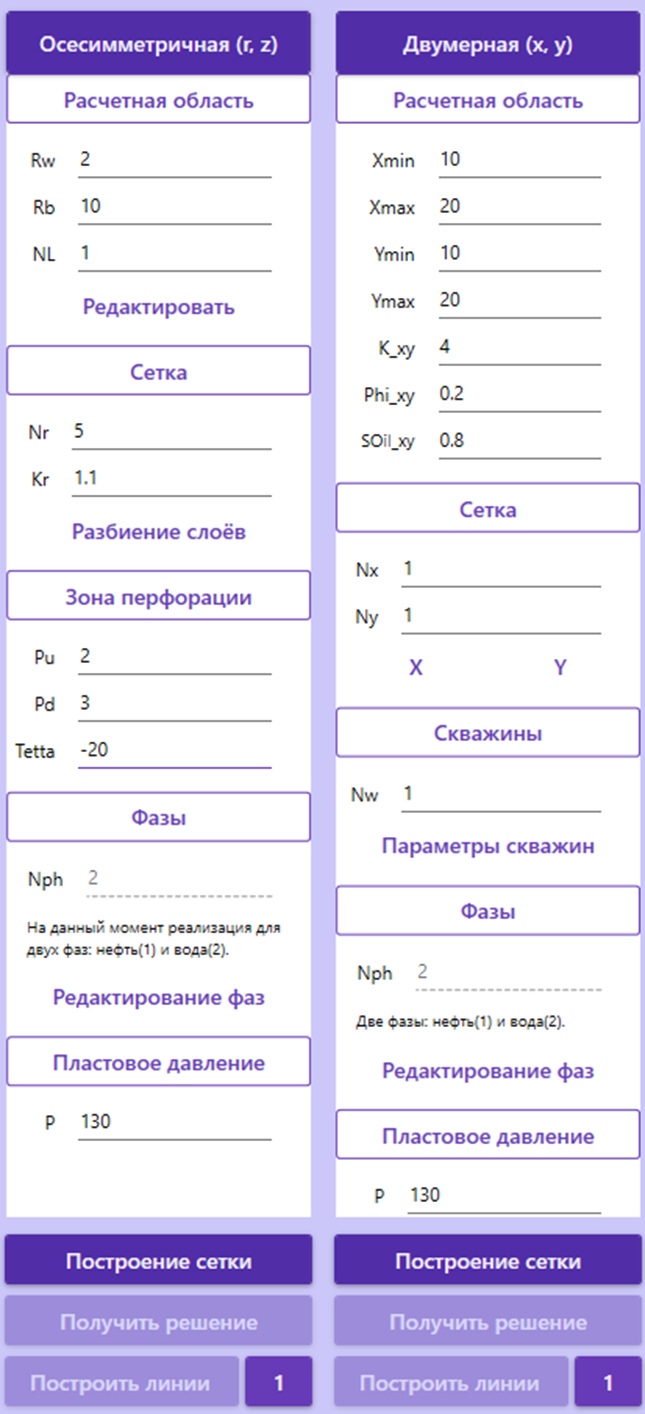 Осесимметричная (r, z)
Расчетная область
Rw 2
Rb 10
NL 1
Редактировать
Сетка
Nr 5
Kr 1.1
Разбиение слоёв
Зона перфорации
Pu 2
Pd 3
Tetta -20
Фазы
Nph 2
На данный момент реализация для
двух фаз: нефть(1) и вода(2).
Редактирование фаз
Пластовое давление
P 130
Построение сетки
Получить решение
Построить линии 1
Двумерная (x, y)
Расчетная область
Xmin 10
Xmax 20
Ymin 10
Ymax 20
K_xy 4
Phi_xy 0.2
SOil_xy 0.8
Сетка
Nx 1
Ny 1
X Y
Скважины
Nw 1
Параметры скважин
Фазы
Nph 2
Две фазы: нефть(1) и вода(2).
Редактирование фаз
Пластовое давление
P 130
Построение сетки
Получить решение
Построить линии 1